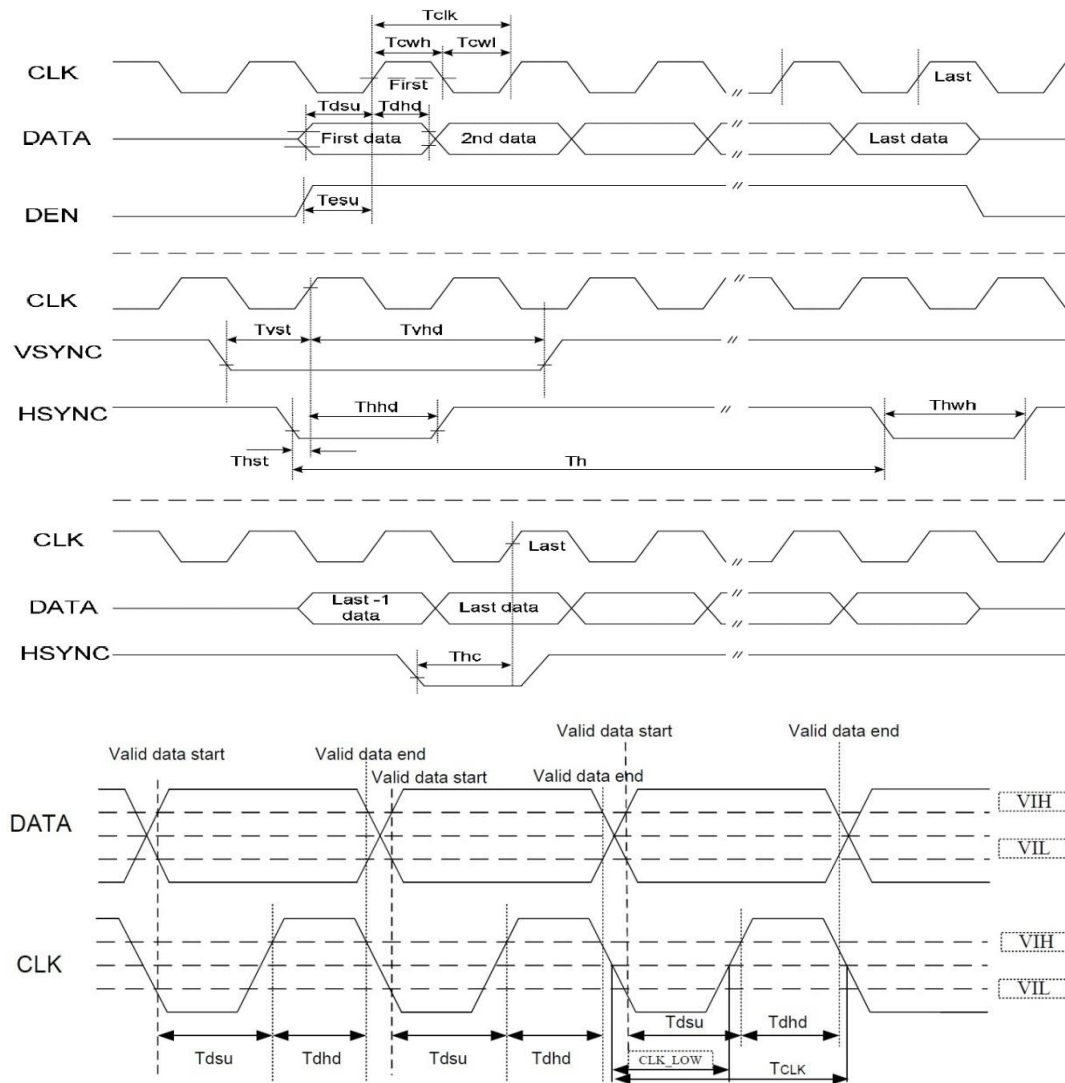 Tclk
Tcwh Tcwl
CLK
First
Last
Tdsu Tdhd
DATA
First data 2nd data Last data
DEN
Tesu
CLK
Tvst Tvhd
VSYNC
HSYNC
Thhd Thwh
Thst
Th
CLK
Last
DATA
Last -1
data
Last data
HSYNC
Thc
Valid data start Valid data end
Valid data start Valid data end
Valid data start Valid data end
DATA
VIH
VIL
CLK
VIH
VIL
Tdsu Tdhd Tdsu Tdhd Tdsu Tdhd
CLK_LOW
TCLK